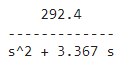 292.4
-------------
s^2 + 3.367 s